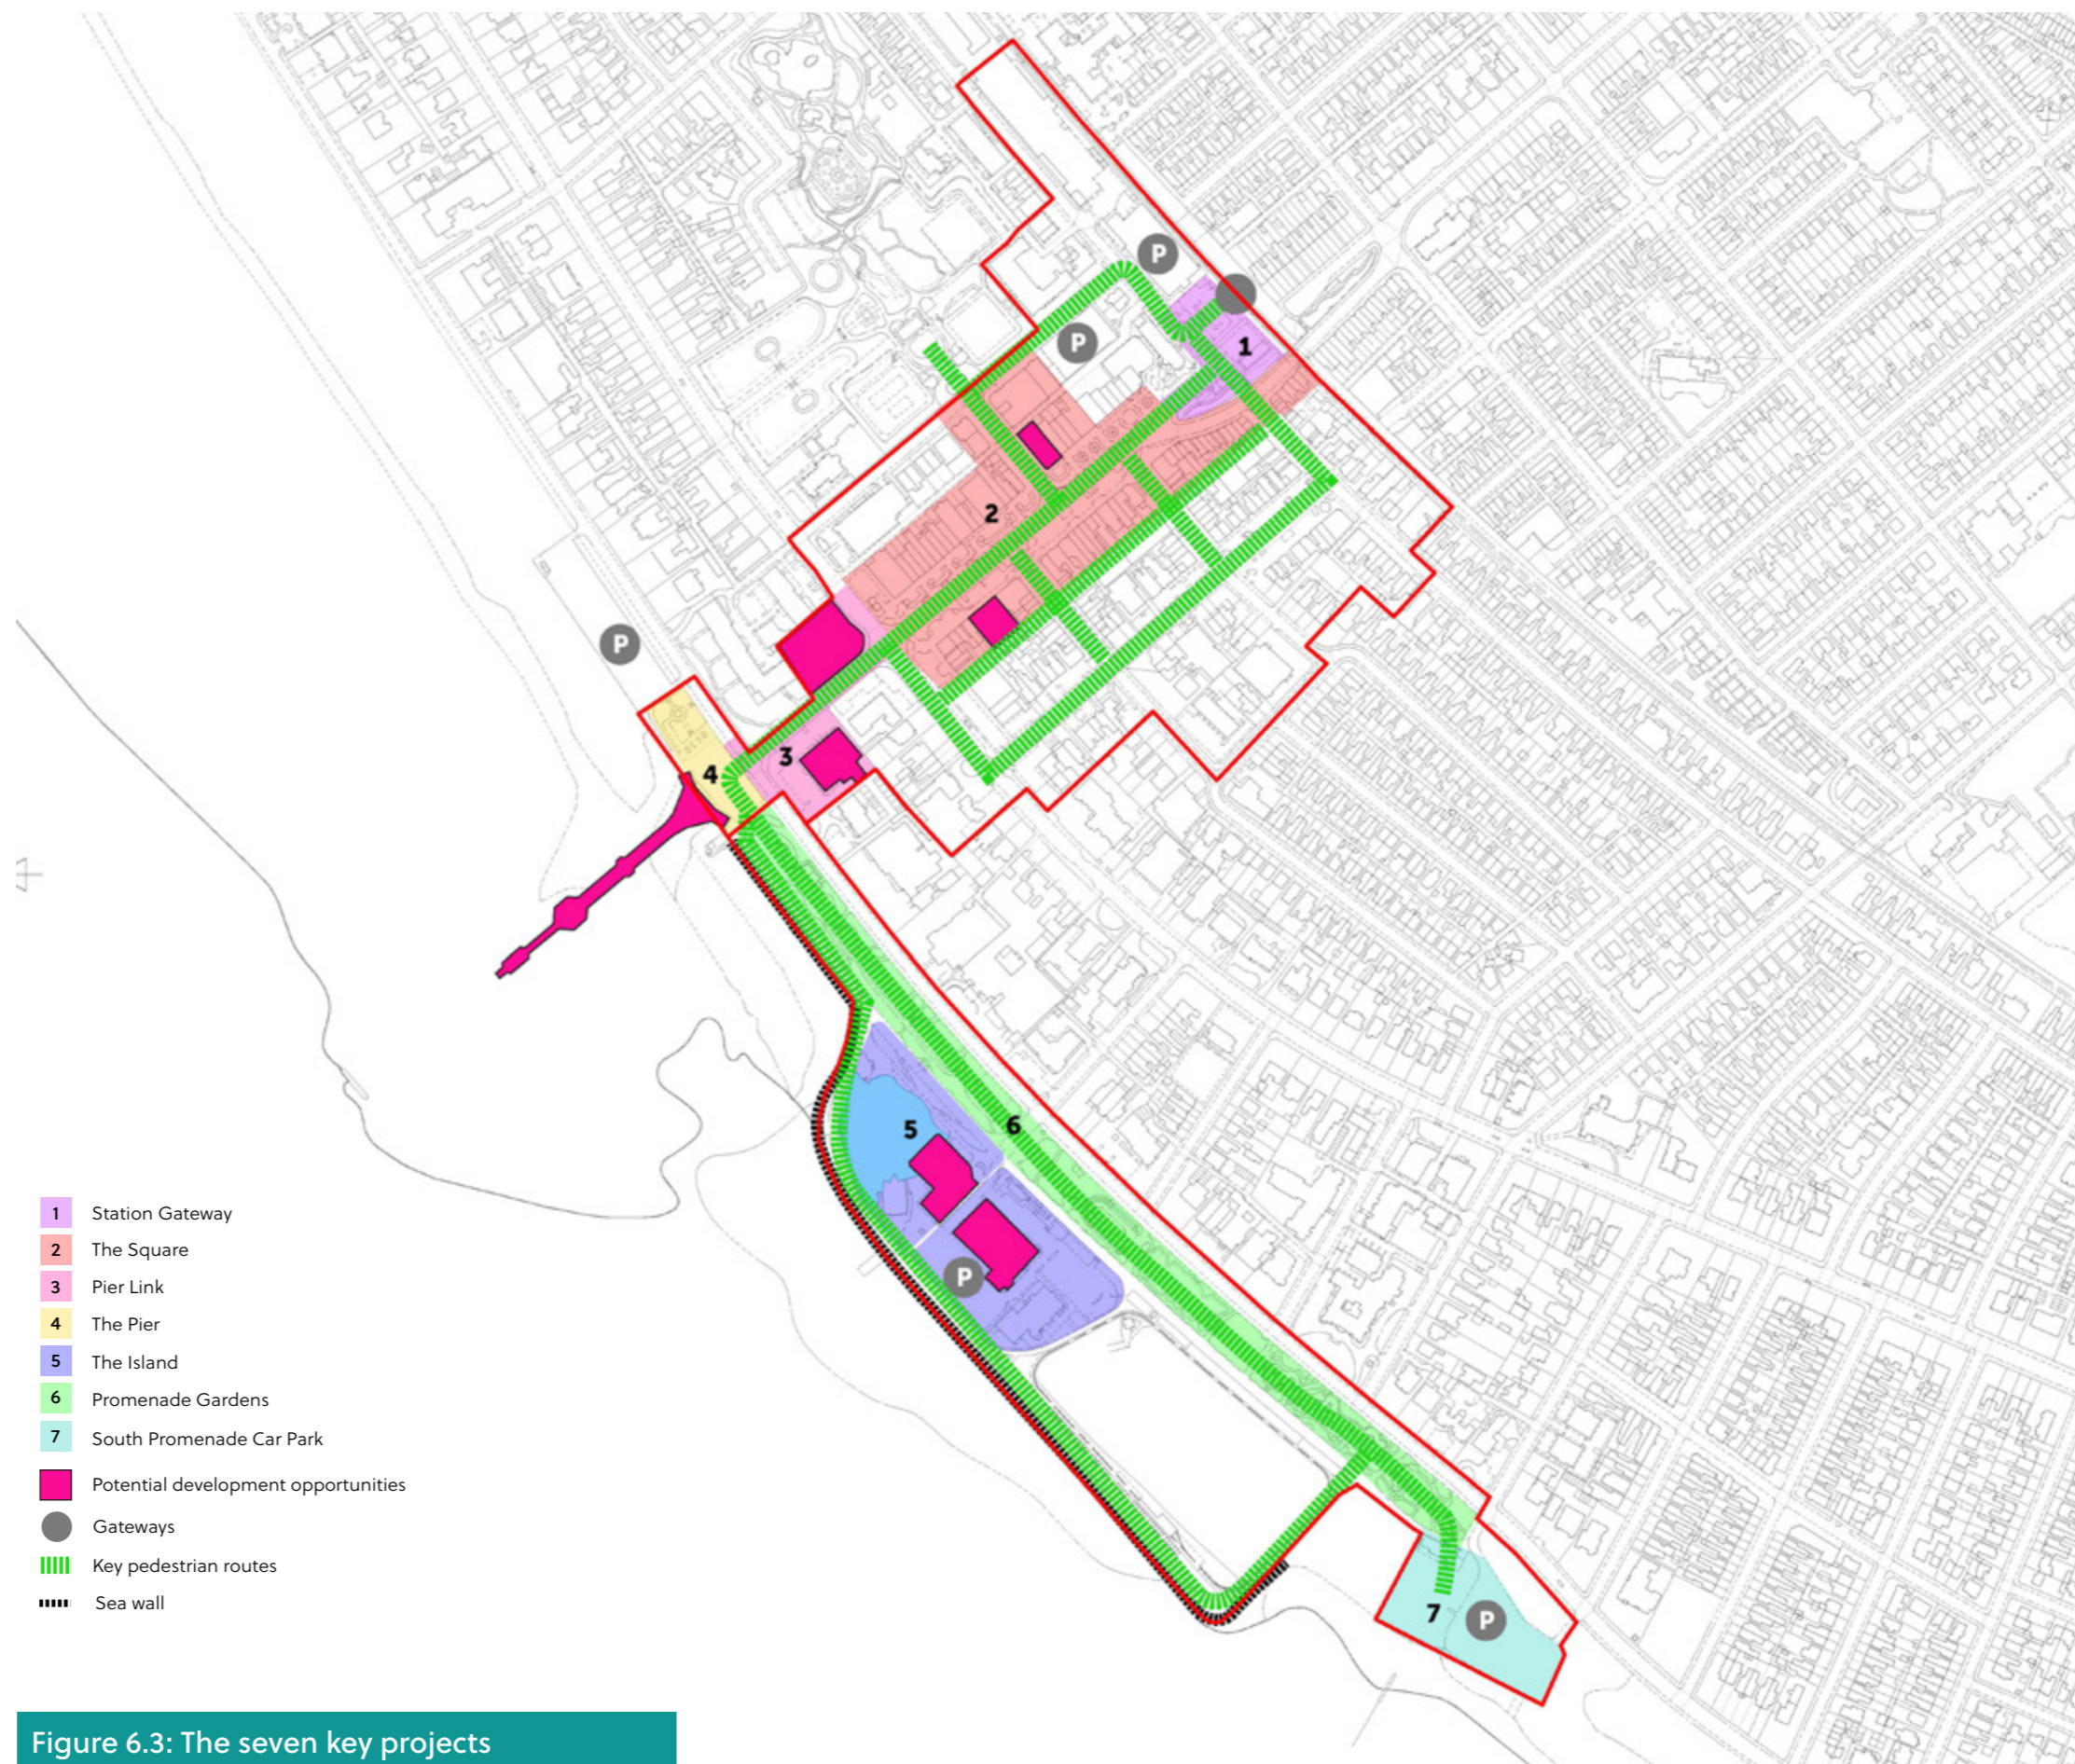 P
P
1
2
P
3
4
5
6
P
7
P
1 Station Gateway
2 The Square
3 Pier Link
4 The Pier
5 The Island
6 Promenade Gardens
7 South Promenade Car Park
Potential development opportunities
Gateways
Key pedestrian routes
Sea wall
Figure 6.3: The seven key projects